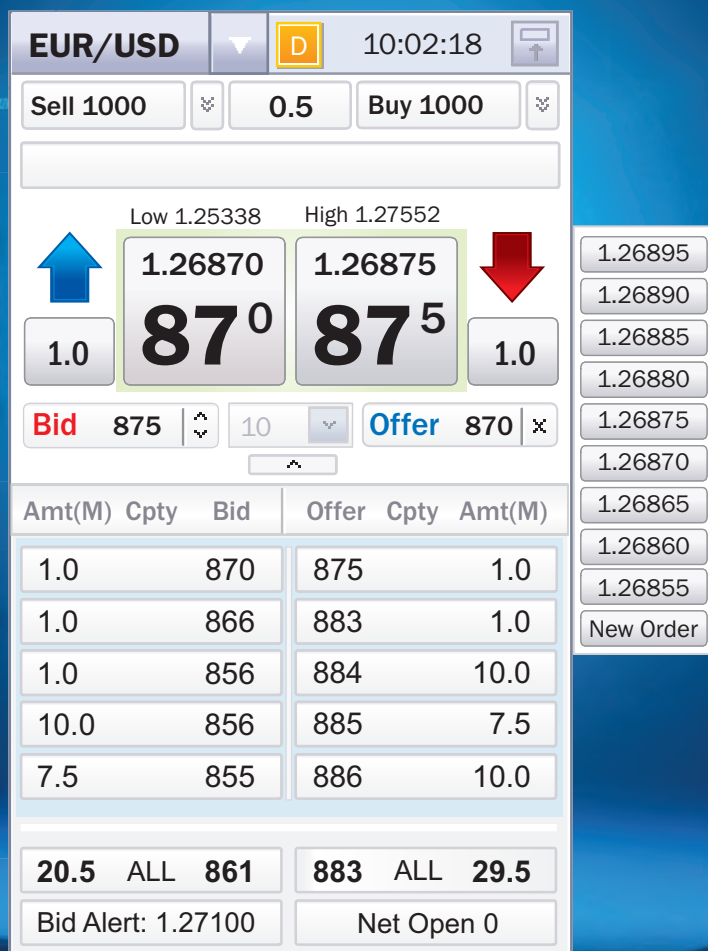 EUR/USD D 10:02:18
Sell 1000 0.5 Buy 1000
Low 1.25338 High 1.27552
1.26870 1.26875
87⁰ 87⁵
1.0 1.0
Bid 875 10 Offer 870 x
Amt(M) Cpty Bid Offer Cpty Amt(M)
1.0 870 875 1.0
1.0 866 883 1.0
1.0 856 884 10.0
10.0 856 885 7.5
7.5 855 886 10.0
20.5 ALL 861 883 ALL 29.5
Bid Alert: 1.27100 Net Open 0
1.26895
1.26890
1.26885
1.26880
1.26875
1.26870
1.26865
1.26860
1.26855
New Order